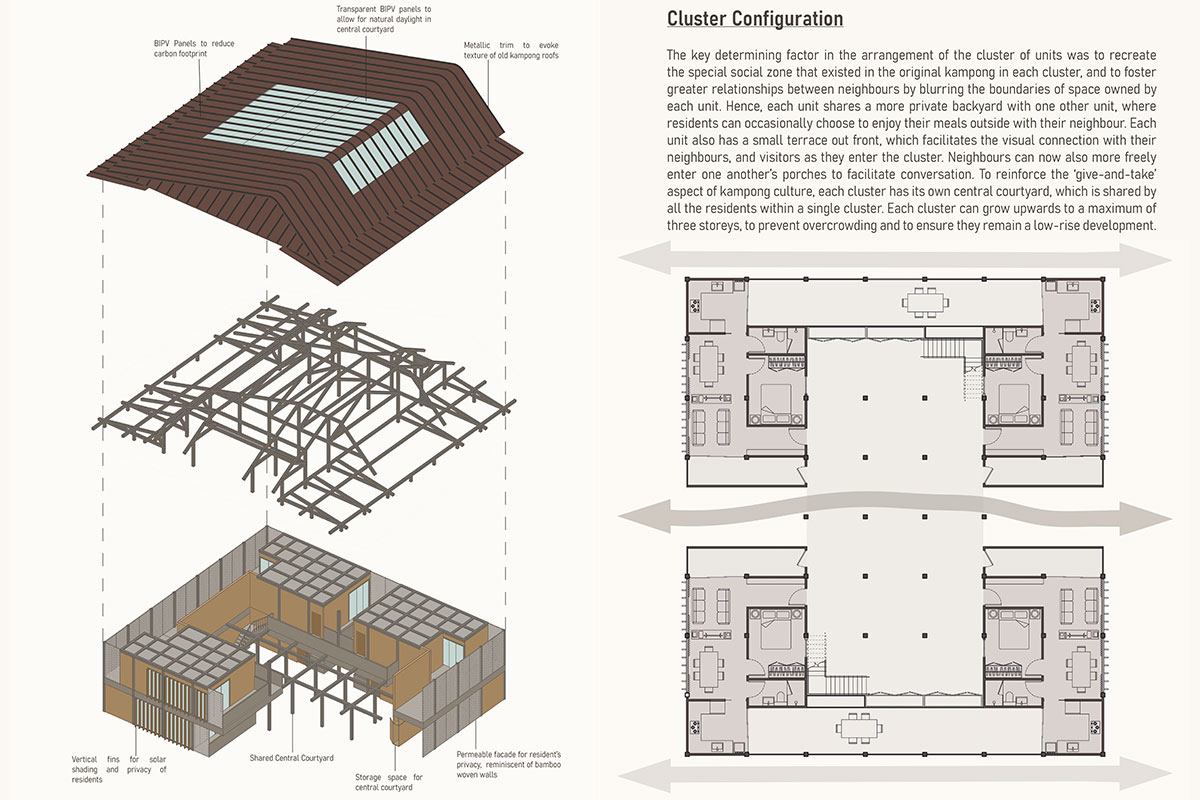 Transparent BIPV panels to
allow for natural daylight in
central courtyard
BIPV Panels to reduce
carbon footprint
Metallic trim to evoke
texture of old kampong roofs
Vertical fins for solar
shading and privacy of
residents
Shared Central Courtyard
Storage space for
central courtyard
Permeable facade for resident's
privacy, reminiscent of bamboo
woven walls
Cluster Configuration
The key determining factor in the arrangement of the cluster of units was to recreate
the special social zone that existed in the original kampong in each cluster, and to foster
greater relationships between neighbours by blurring the boundaries of space owned by
each unit. Hence, each unit shares a more private backyard with one other unit, where
residents can occasionally choose to enjoy their meals outside with their neighbour. Each
unit also has a small terrace out front, which facilitates the visual connection with their
neighbours, and visitors as they enter the cluster. Neighbours can now also more freely
enter one another's porches to facilitate conversation. To reinforce the 'give-and-take'
aspect of kampong culture, each cluster has its own central courtyard, which is shared by
all the residents within a single cluster. Each cluster can grow upwards to a maximum of
three storeys, to prevent overcrowding and to ensure they remain a low-rise development.